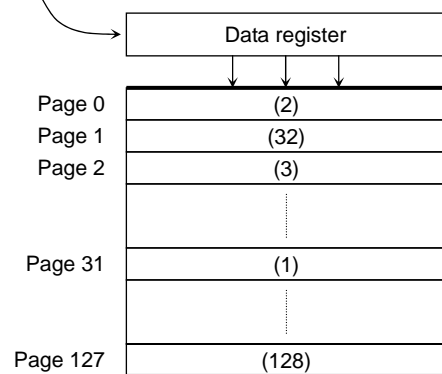 Data register
Page 0 (2)
Page 1 (32)
Page 2 (3)
Page 31 (1)
Page 127 (128)